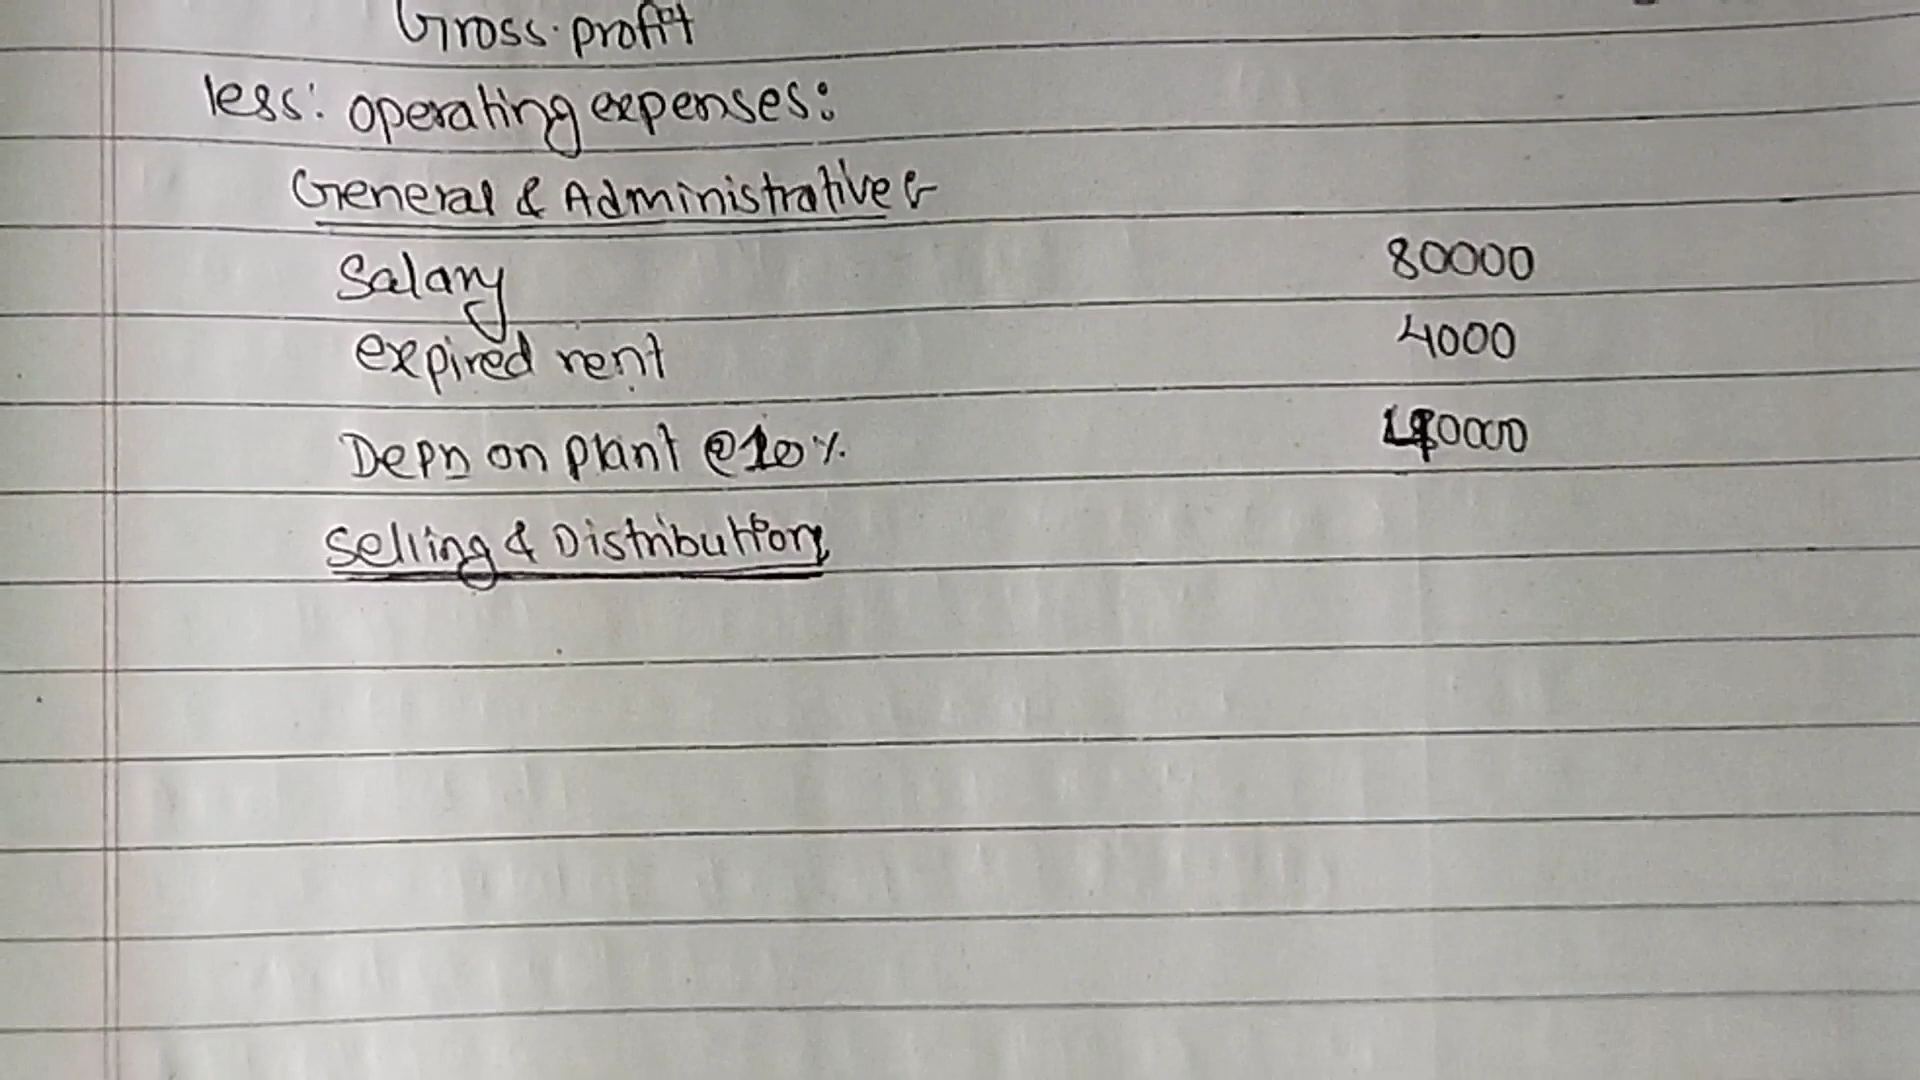 Gross profit
less: operating expenses:
General & Administrative:
Salary 80000
expired rent 4000
Depn on plant @10%
Selling & Distribution